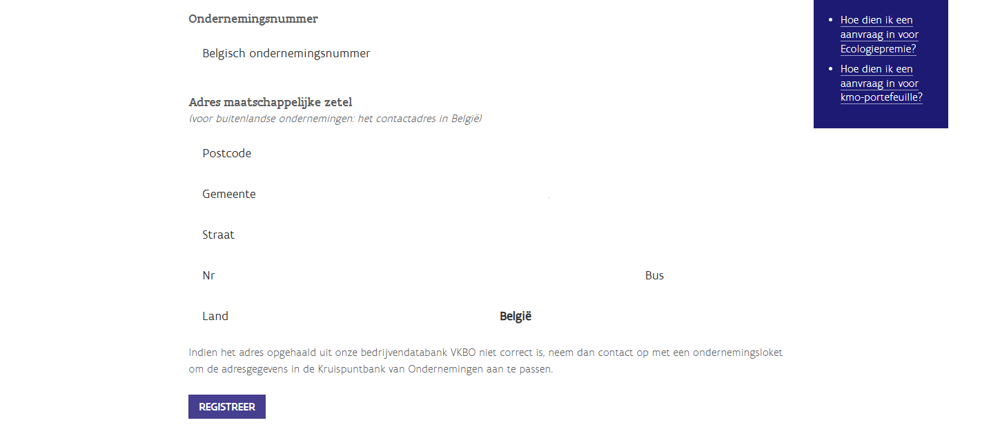 Ondernemingsnummer
Belgisch ondernemingsnummer
Adres maatschappelijke zetel
(voor buitenlandse ondernemingen: het contactadres in België)
Postcode
Gemeente
Straat
Nr
Bus
Land
België
Indien het adres opgehaald uit onze bedrijvendatabank VKBO niet correct is, neem dan contact op met een ondernemingsloket
om de adresgegevens in de Kruispuntbank van Ondernemingen aan te passen.
REGISTREER
Hoe dien ik een
aanvraag in voor
Ecologiepremie?
Hoe dien ik een
aanvraag in voor
kmo-portefeuille?